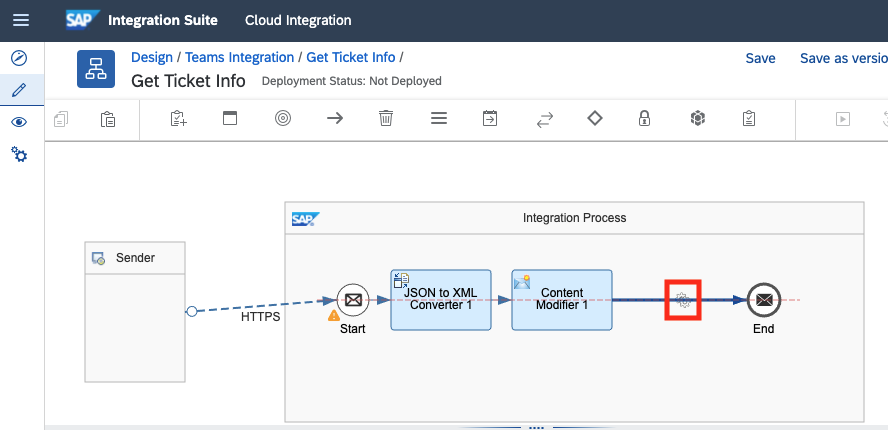 SAP Integration Suite Cloud Integration
Design / Teams Integration / Get Ticket Info /
Get Ticket Info Deployment Status: Not Deployed
Save Save as versio
SAP Integration Process
Sender
HTTPS
Start
JSON to XML
Converter 1
Content
Modifier 1
End